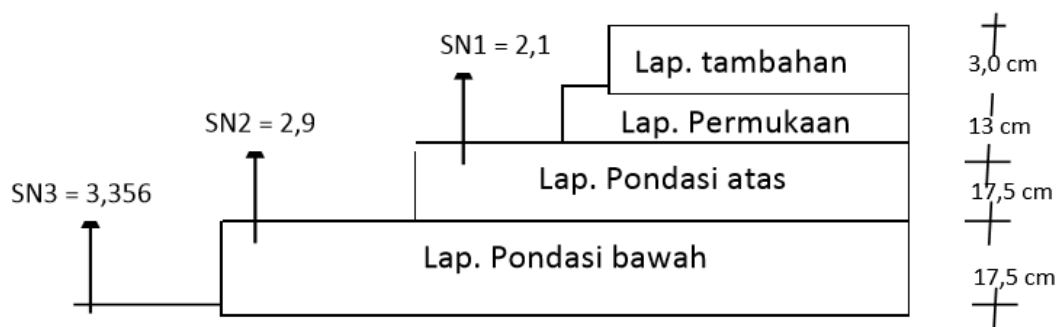 SN1 = 2,1
Lap. tambahan
3,0 cm
SN2 = 2,9
Lap. Permukaan
13 cm
SN3 = 3,356
Lap. Pondasi atas
17,5 cm
Lap. Pondasi bawah
17,5 cm